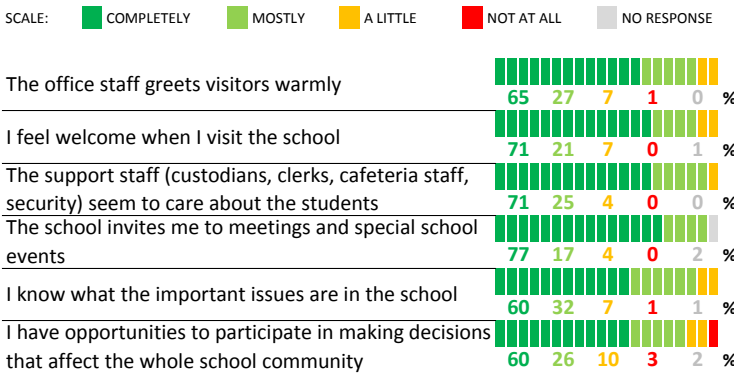 SCALE: COMPLETELY MOSTLY A LITTLE NOT AT ALL NO RESPONSE
The office staff greets visitors warmly
65 27 7 1 0 %
I feel welcome when I visit the school
71 21 7 0 1 %
The support staff (custodians, clerks, cafeteria staff,
security) seem to care about the students
71 25 4 0 0 %
The school invites me to meetings and special school
events
77 17 4 0 2 %
I know what the important issues are in the school
60 32 7 1 1 %
I have opportunities to participate in making decisions
that affect the whole school community
60 26 10 3 2 %